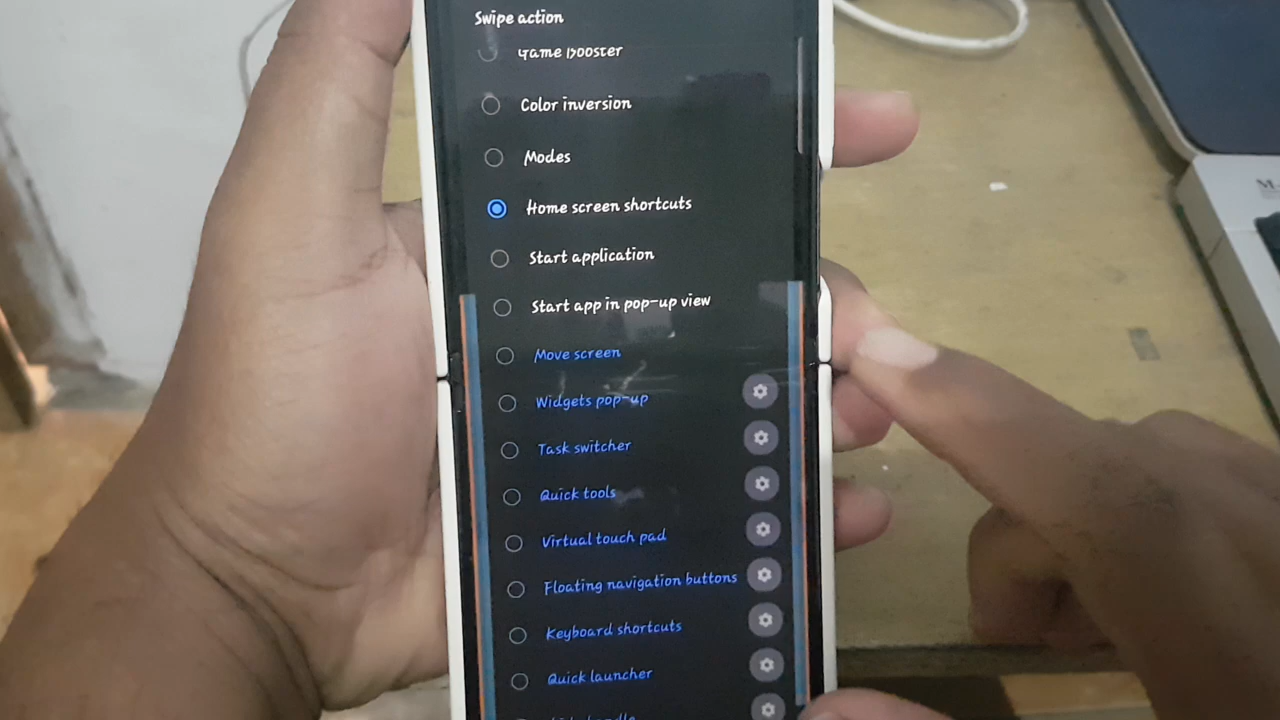 Swipe action
Game Booster
Color inversion
Modes
Home screen shortcuts
Start application
Start app in pop-up view
Move screen
Widgets pop-up
Task switcher
Quick tools
Virtual touch pad
Floating navigation buttons
Keyboard shortcuts
Quick launcher